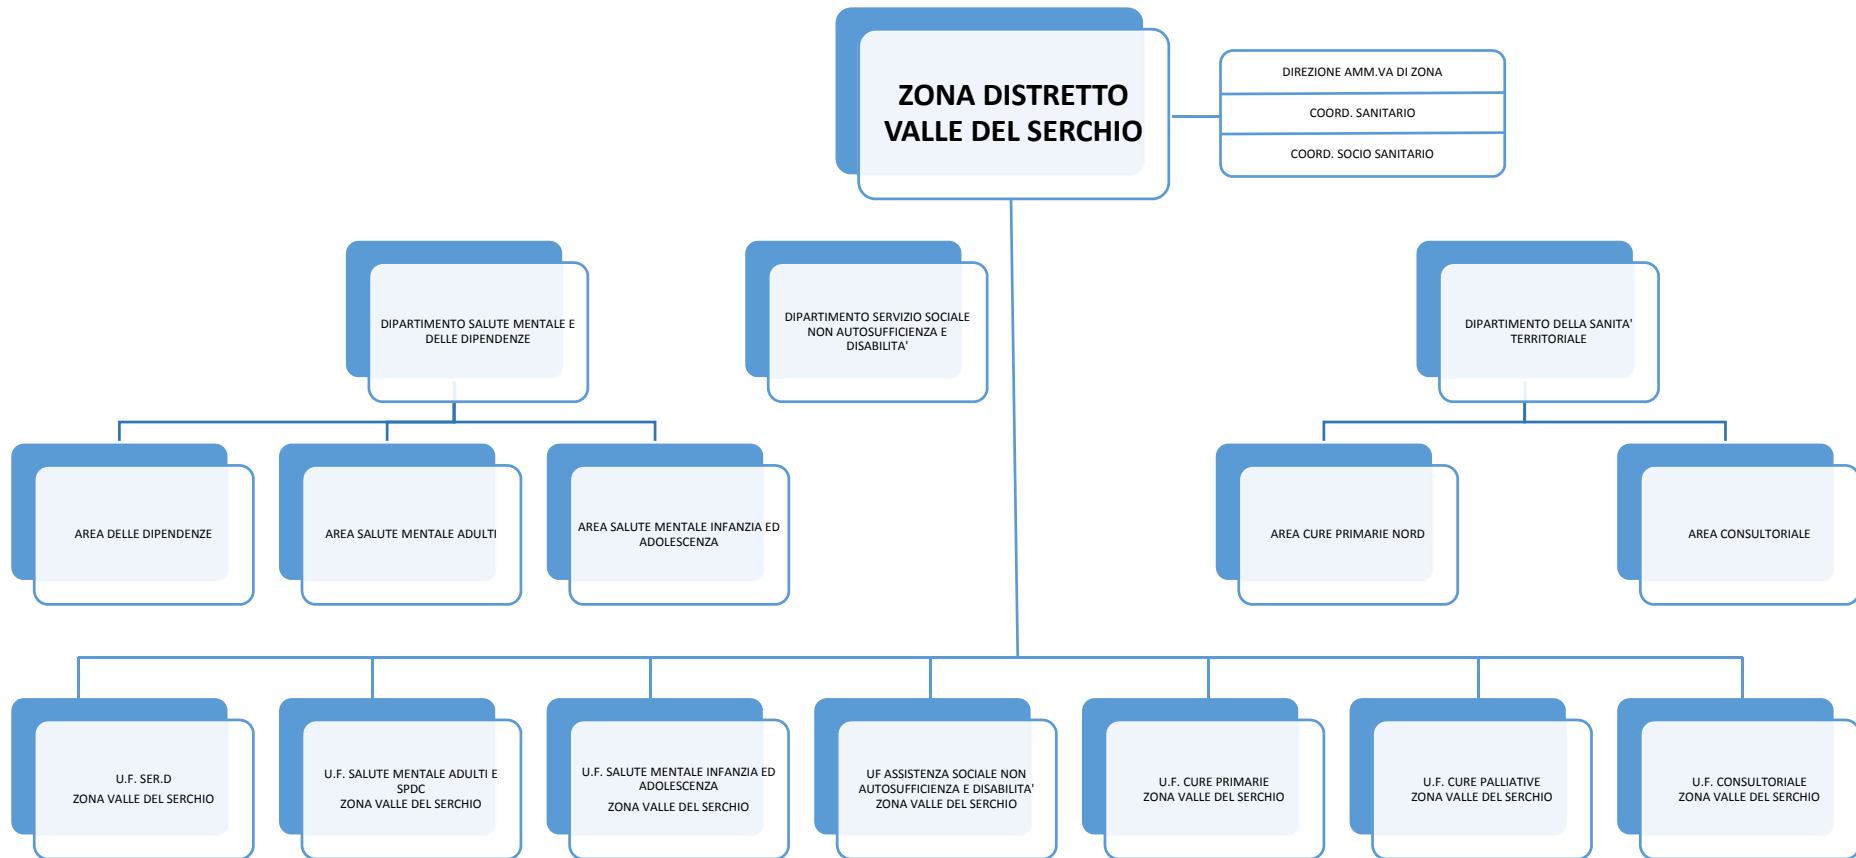 ZONA DISTRETTO
VALLE DEL SERCHIO
DIREZIONE AMM.VA DI ZONA
COORD. SANITARIO
COORD. SOCIO SANITARIO
DIPARTIMENTO SALUTE MENTALE E
DELLE DIPENDENZE
DIPARTIMENTO SERVIZIO SOCIALE
NON AUTOSUFFICIENZA E
DISABILITA'
DIPARTIMENTO DELLA SANITA'
TERRITORIALE
AREA DELLE DIPENDENZE
AREA SALUTE MENTALE ADULTI
AREA SALUTE MENTALE INFANZIA ED
ADOLESCENZA
AREA CURE PRIMARIE NORD
AREA CONSULTORIALE
U.F. SER.D
ZONA VALLE DEL SERCHIO
U.F. SALUTE MENTALE ADULTI E
SPDC
ZONA VALLE DEL SERCHIO
U.F. SALUTE MENTALE INFANZIA ED
ADOLESCENZA
ZONA VALLE DEL SERCHIO
UF ASSISTENZA SOCIALE NON
AUTOSUFFICIENZA E DISABILITA'
ZONA VALLE DEL SERCHIO
U.F. CURE PRIMARIE
ZONA VALLE DEL SERCHIO
U.F. CURE PALLIATIVE
ZONA VALLE DEL SERCHIO
U.F. CONSULTORIALE
ZONA VALLE DEL SERCHIO